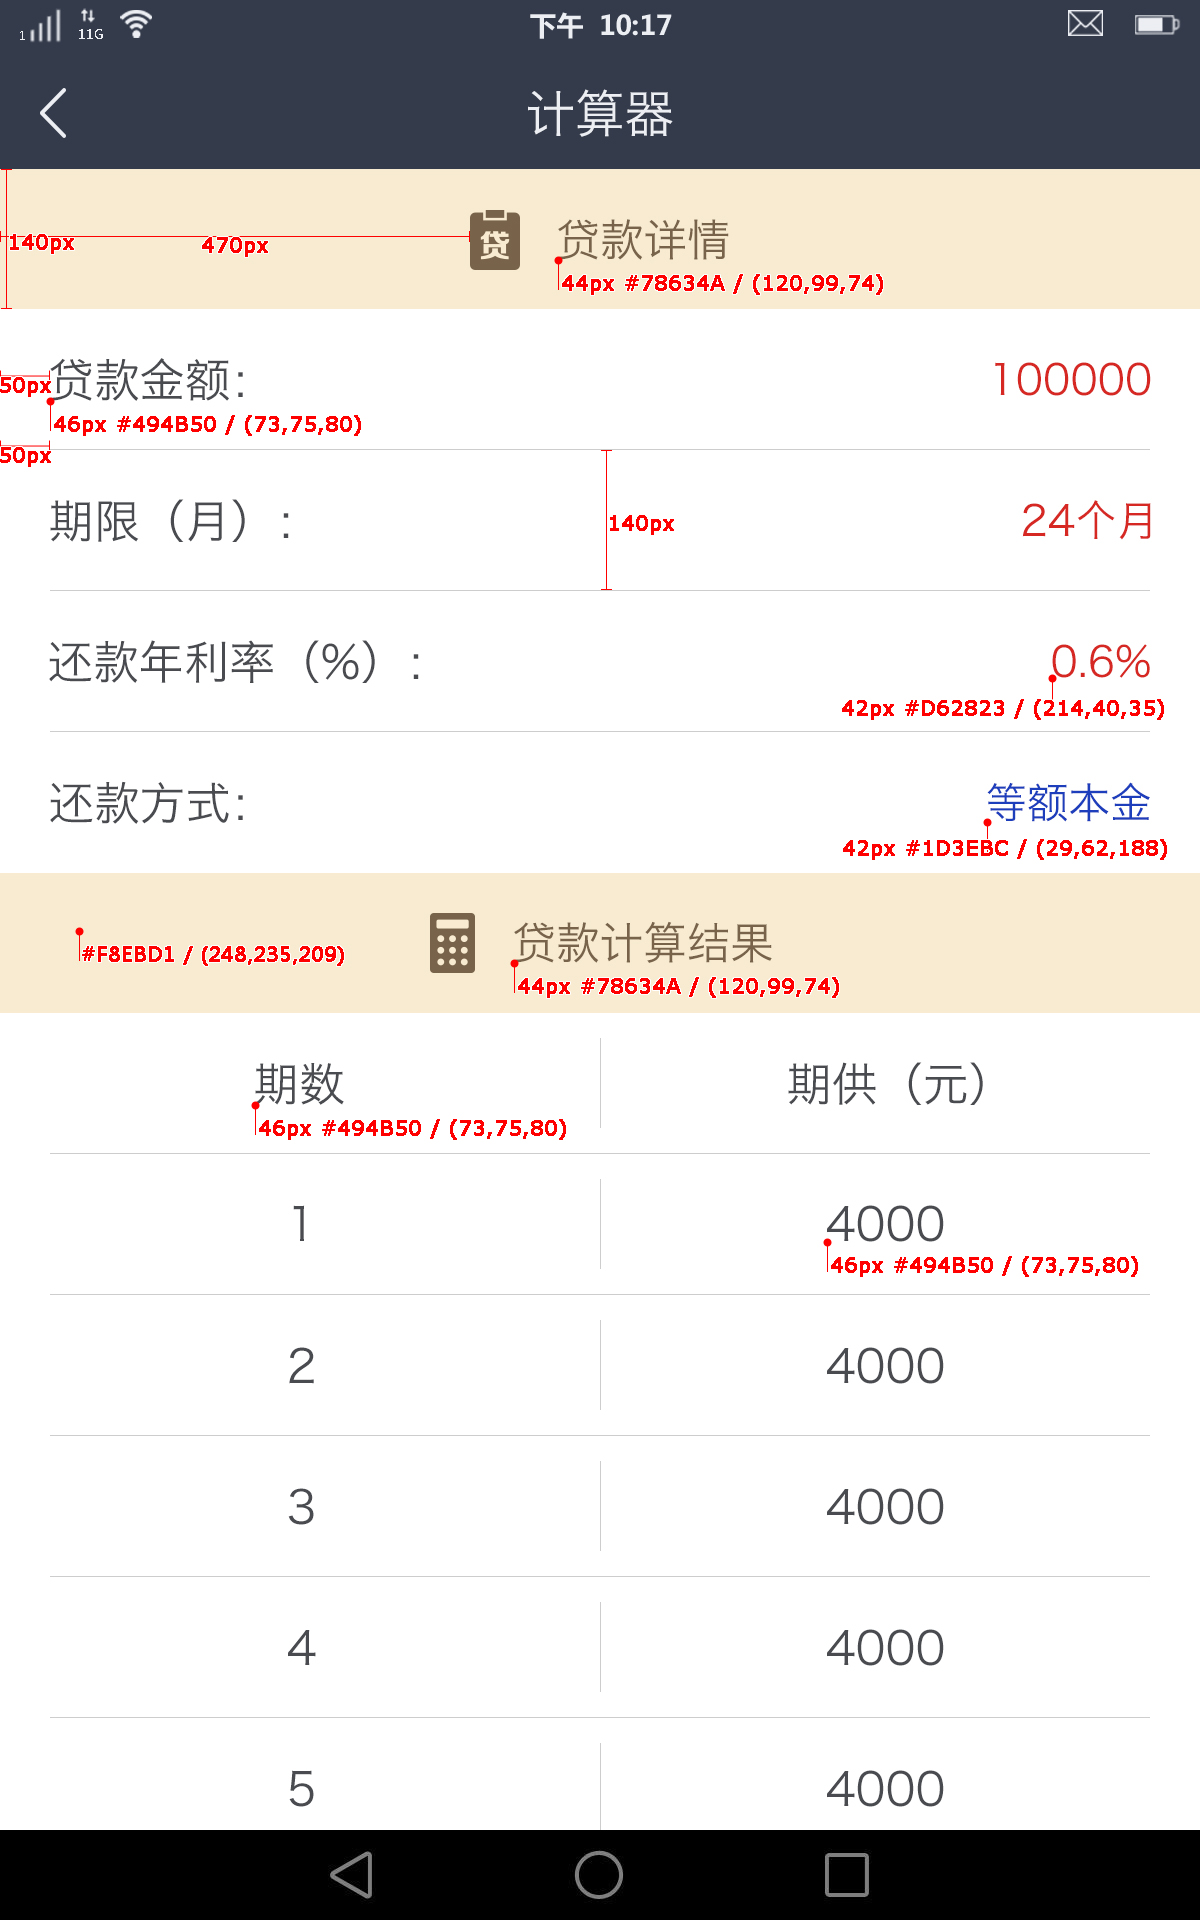 1 11G 下午 10:17
计算器
140px 470px 贷 贷款详情
44px #78634A / (120,99,74)
50px 贷款金额: 100000
46px #494B50 / (73,75,80)
50px
期限（月）: 140px 24个月
还款年利率（%）: 0.6%
42px #D62823 / (214,40,35)
还款方式: 等额本金
42px #1D3EBC / (29,62,188)
贷款计算结果
#F8EBD1 / (248,235,209)
44px #78634A / (120,99,74)
期数 期供（元）
46px #494B50 / (73,75,80)
1 4000
46px #494B50 / (73,75,80)
2 4000
3 4000
4 4000
5 4000